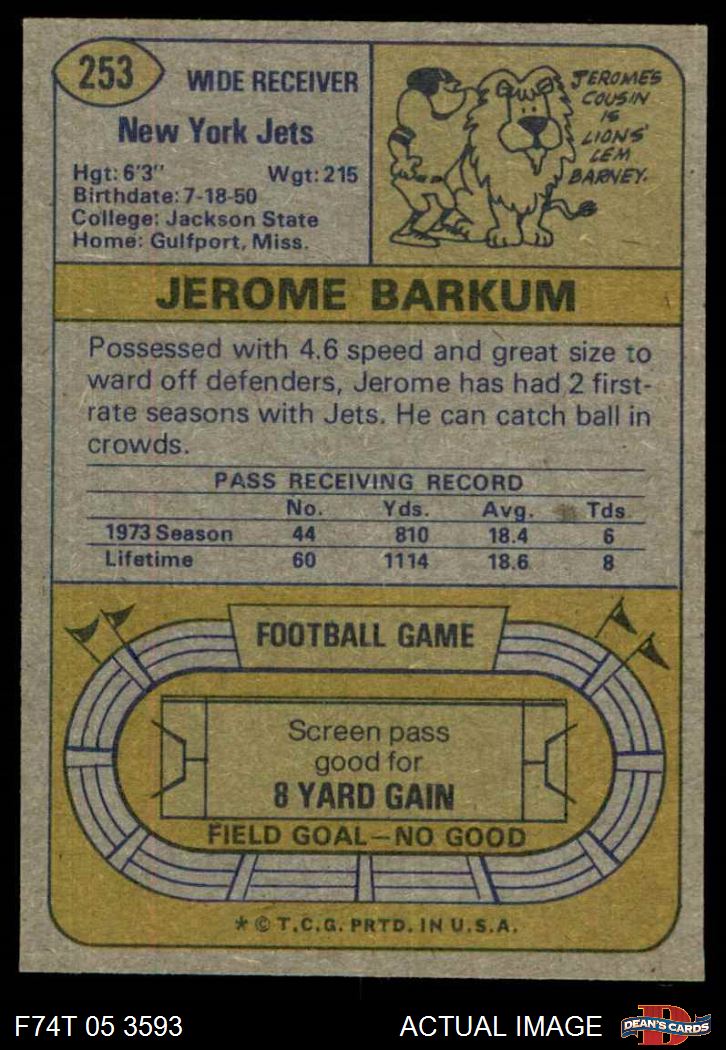 253
WIDE RECEIVER
New York Jets
Hgt: 6'3" Wgt: 215
Birthdate: 7-18-50
College: Jackson State
Home: Gulfport, Miss.
JEROME'S
COUSIN
IS
LIONS'
LEM
BARNEY.
JEROME BARKUM
Possessed with 4.6 speed and great size to
ward off defenders, Jerome has had 2 first-
rate seasons with Jets. He can catch ball in
crowds.
PASS RECEIVING RECORD
No. Yds. Avg. Tds.
1973 Season 44 810 18.4 6
Lifetime 60 1114 18.6 8
FOOTBALL GAME
Screen pass
good for
8 YARD GAIN
FIELD GOAL—NO GOOD
* © T.C.G. PRTD. IN U.S.A.
F74T 05 3593 ACTUAL IMAGE
D
DEAN'S CARDS